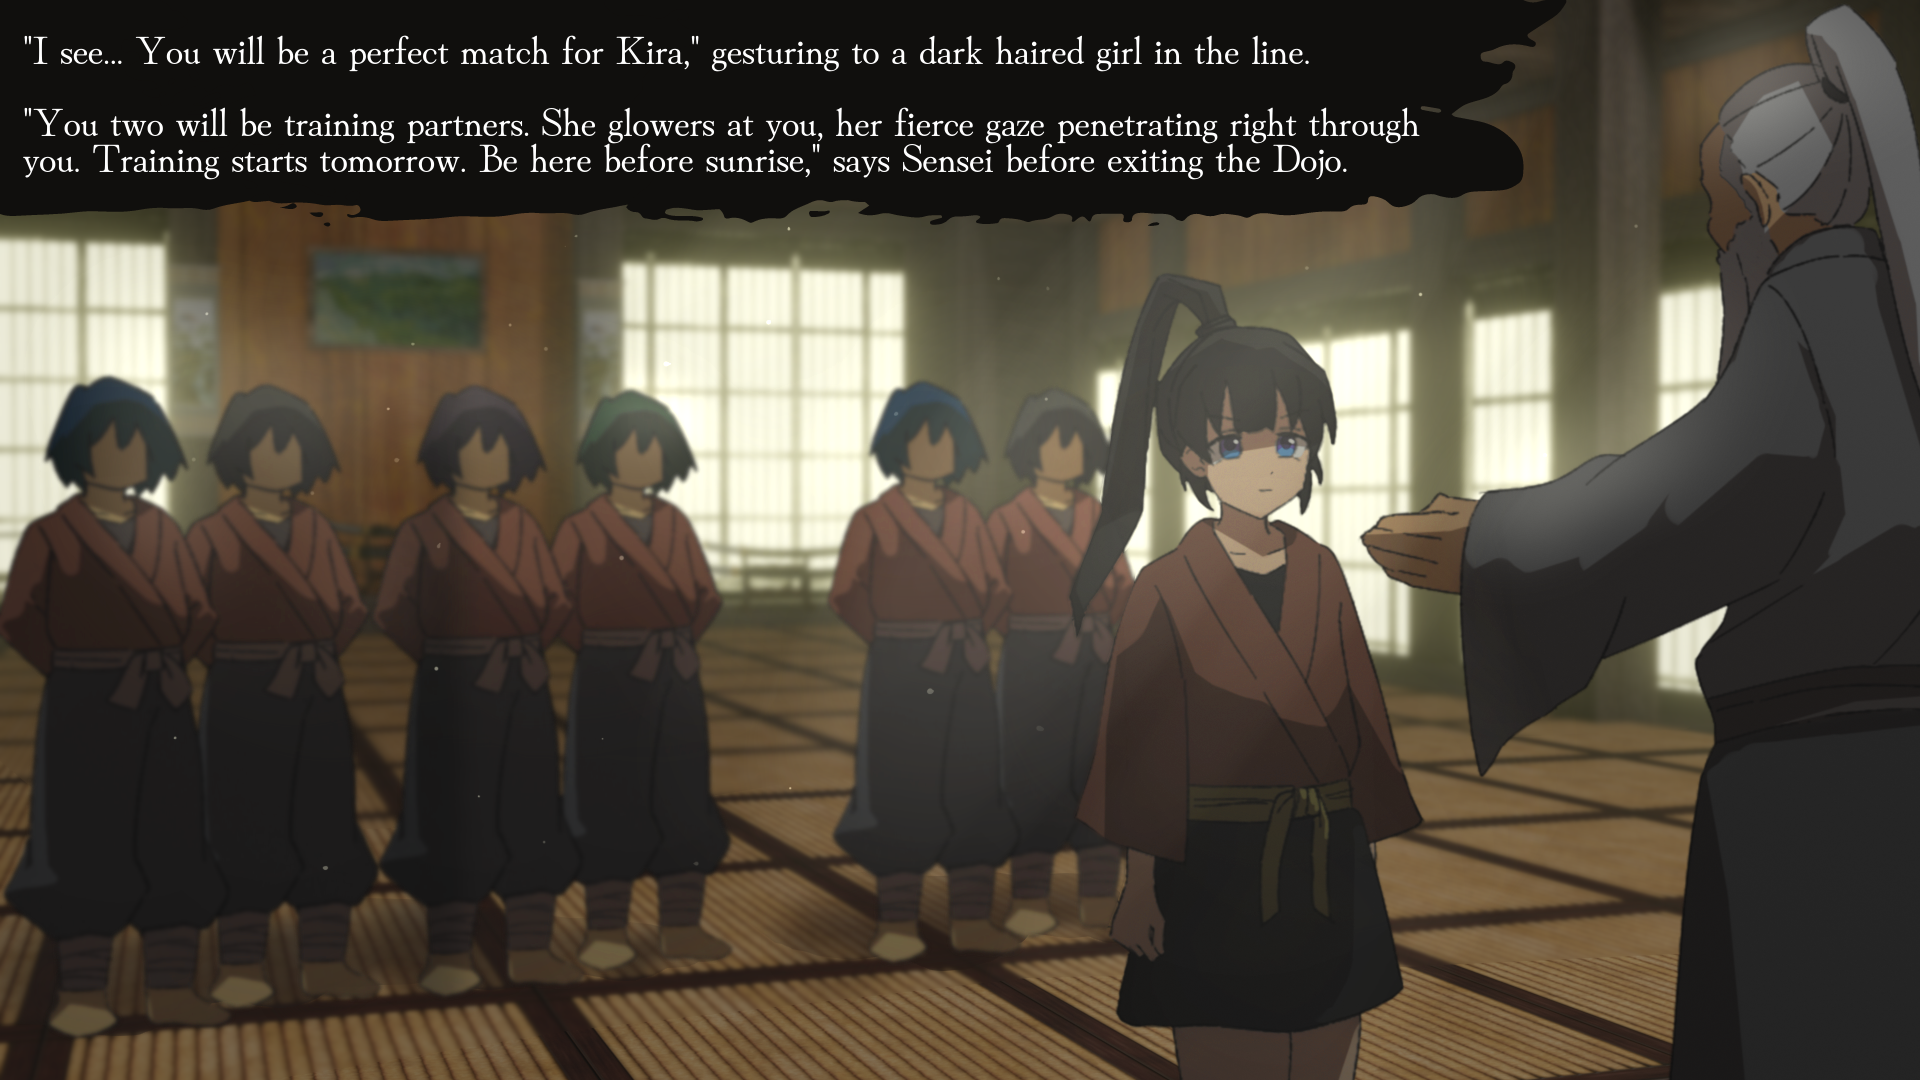 "I see... You will be a perfect match for Kira," gesturing to a dark haired girl in the line.
"You two will be training partners. She glowers at you, her fierce gaze penetrating right through
you. Training starts tomorrow. Be here before sunrise," says Sensei before exiting the Dojo.